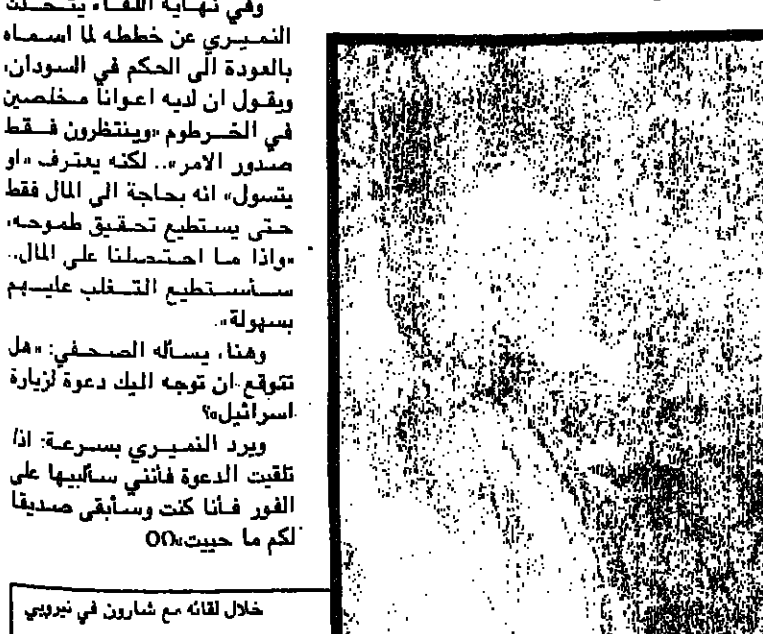 وفي نهاية اللقاء يتحدث
النميري عن خططه لما اسماه
بالعودة الى الحكم في السودان،
ويقول ان لديه اعواناً مخلصين
في الخرطوم «وينتظرون فقط
صدور الامر».. لكنه يعترف «او
يتسول» انه بحاجة الى المال فقط
حتى يستطيع تحقيق طموحه،
«واذا ما احتصلنا على المال..
سأستطيع التغلب عليهم
بسهولة».
وهنا، يسأله الصحفي: «هل
تتوقع ان توجه اليك دعوة لزيارة
اسرائيل»؟
ويرد النميري بسرعة: اذا
تلقيت الدعوة فأنني سألبيها على
الفور فأنا كنت وسأبقى صديقا
لكم ما حييت»OO
خلال لقائه مع شارون في نيروبي